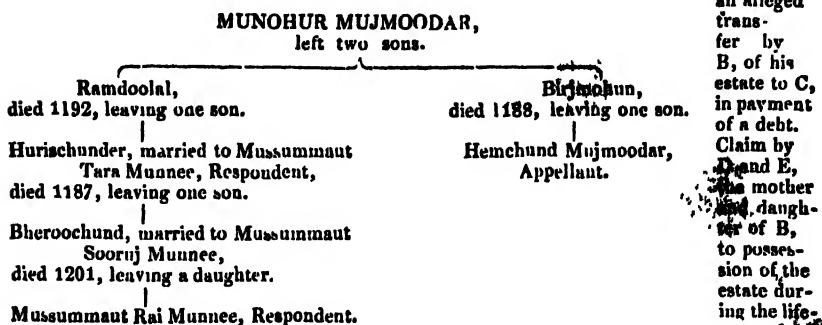 MUNOHUR MUJMOODAR,
left two sons.
Ramdoolal,
died 1192, leaving one son.
Hurischunder, married to Mussummaut
Tara Munnee, Respondent,
died 1187, leaving one son.
Bheroochund, married to Mussummaut
Sooruj Munnee,
died 1201, leaving a daughter.
Mussummaut Rai Munnee, Respondent.
Birjmohun,
died 1188, leaving one son.
Hemchund Mujmoodar,
Appellant.
an alleged
trans-
fer by
B, of his
estate to C,
in payment
of a debt.
Claim by
D and E,
the mother
and daugh-
ter of B,
to posses-
sion of the
estate dur-
ing the life-